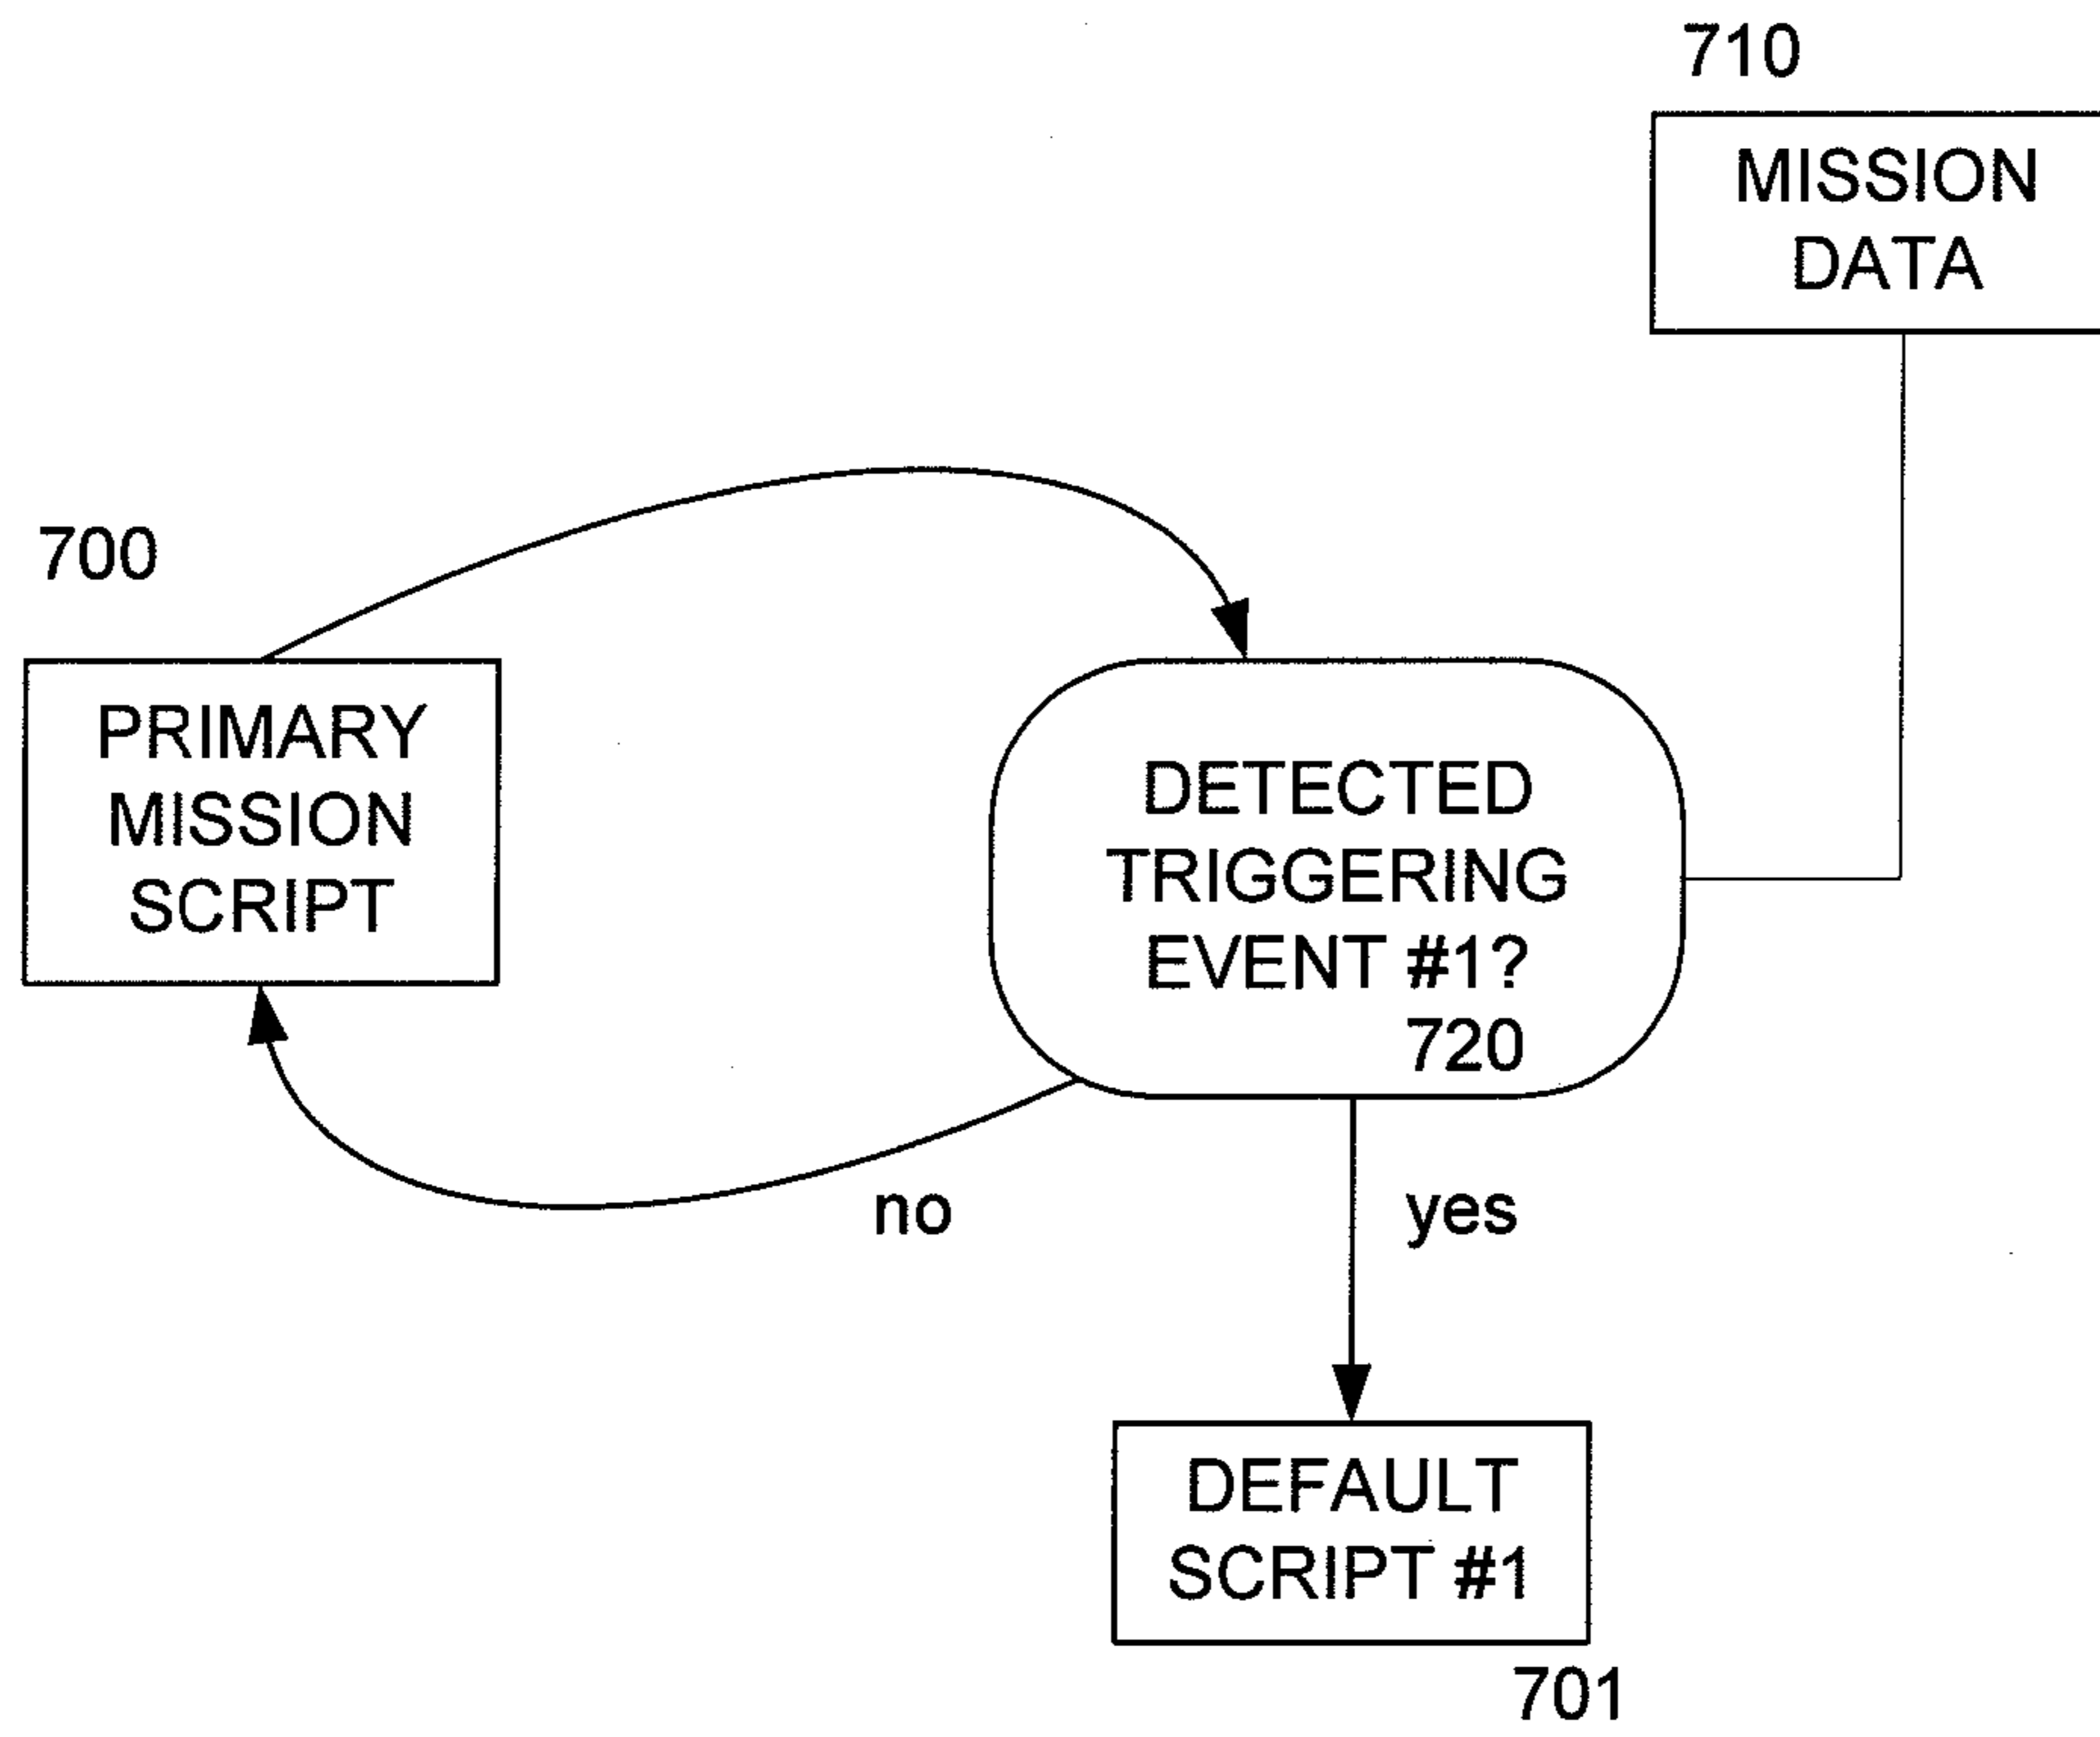 710
MISSION
DATA
700
PRIMARY
MISSION
SCRIPT
DETECTED
TRIGGERING
EVENT #1?
720
no
yes
DEFAULT
SCRIPT #1
701